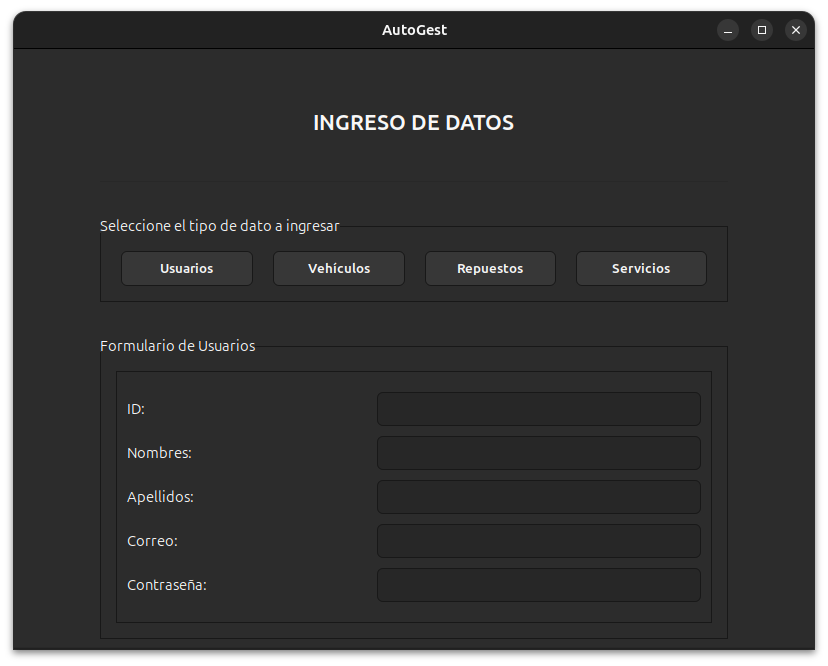 AutoGest
INGRESO DE DATOS
Seleccione el tipo de dato a ingresar
Usuarios Vehículos Repuestos Servicios
Formulario de Usuarios
ID:
Nombres:
Apellidos:
Correo:
Contraseña: